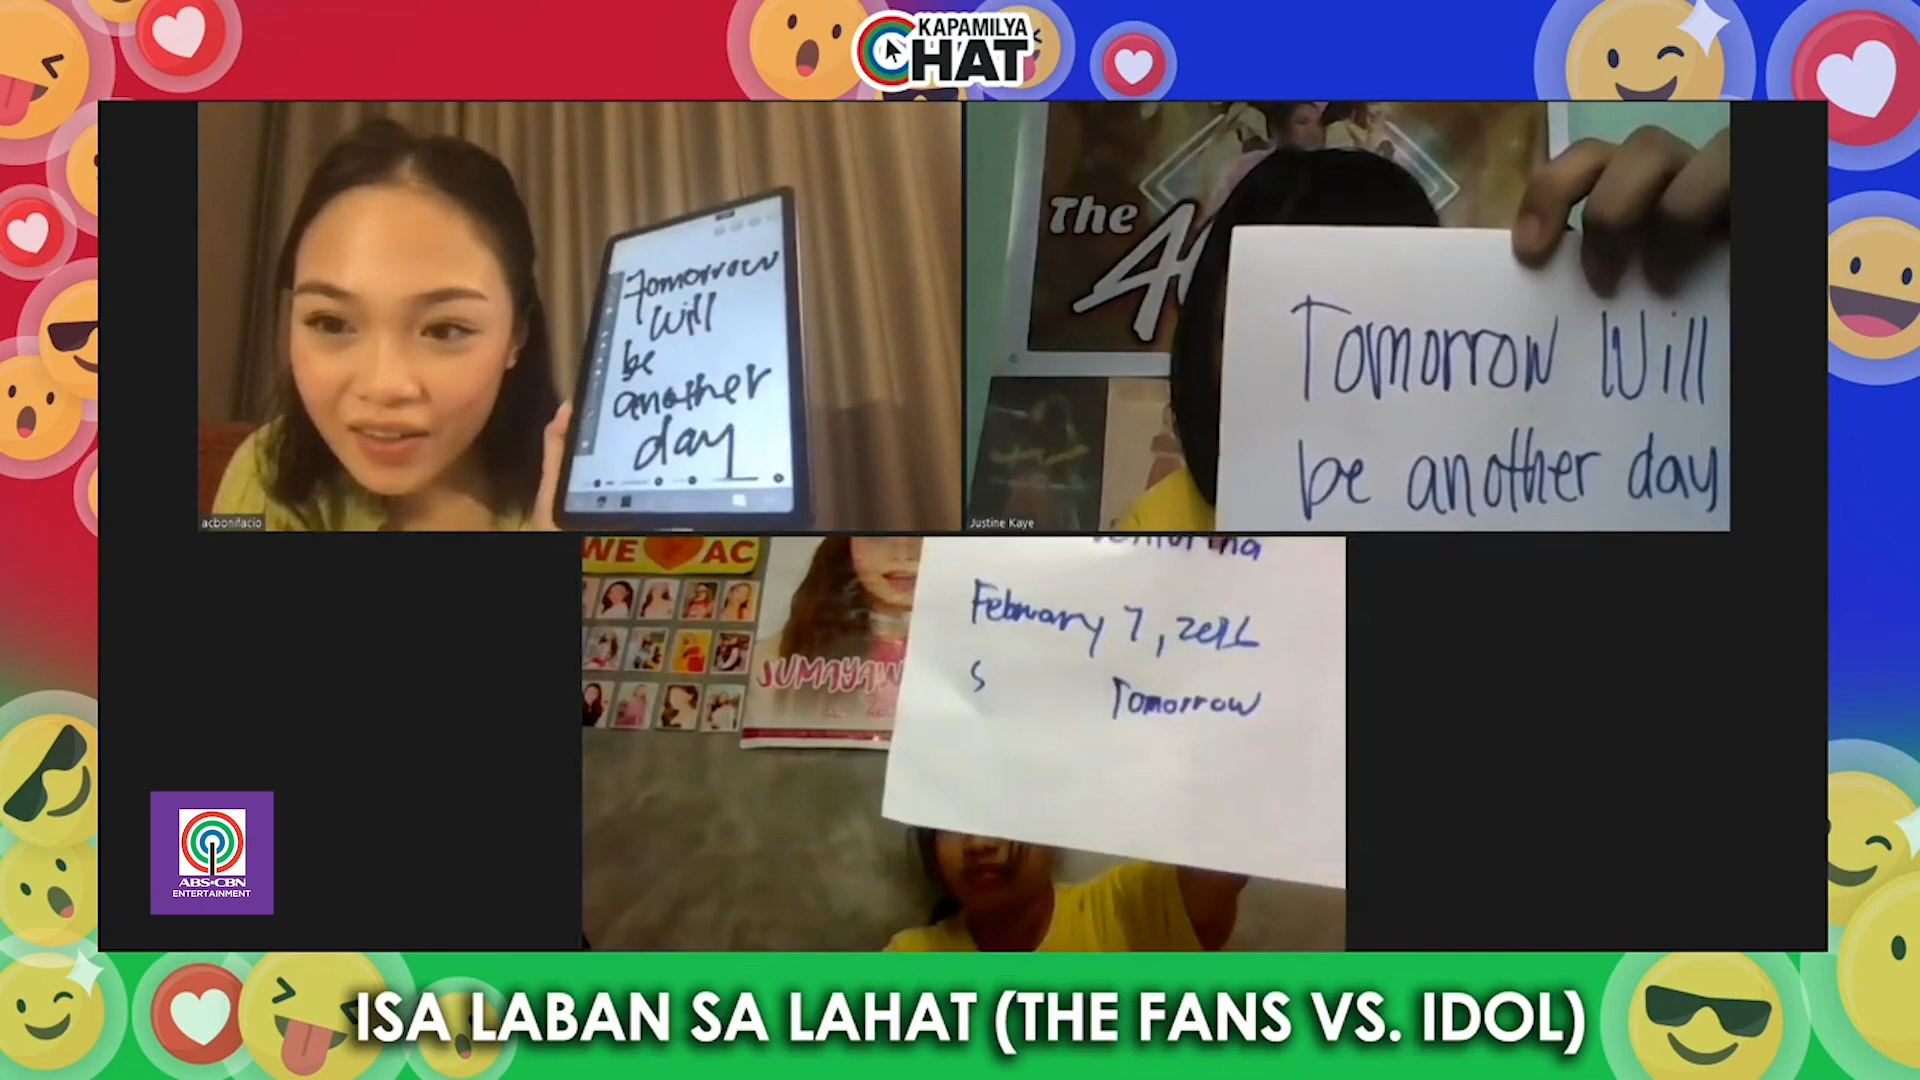 KAPAMILYA
CHAT
Tomorrow
will
be
another
day
acbonifacio
The
Tomorrow Will
be another day
Justine Kaye
WE AC
JUMAYAW
February 7,
S Tomorrow
ABS-CBN
ENTERTAINMENT
ISA LABAN SA LAHAT (THE FANS VS. IDOL)